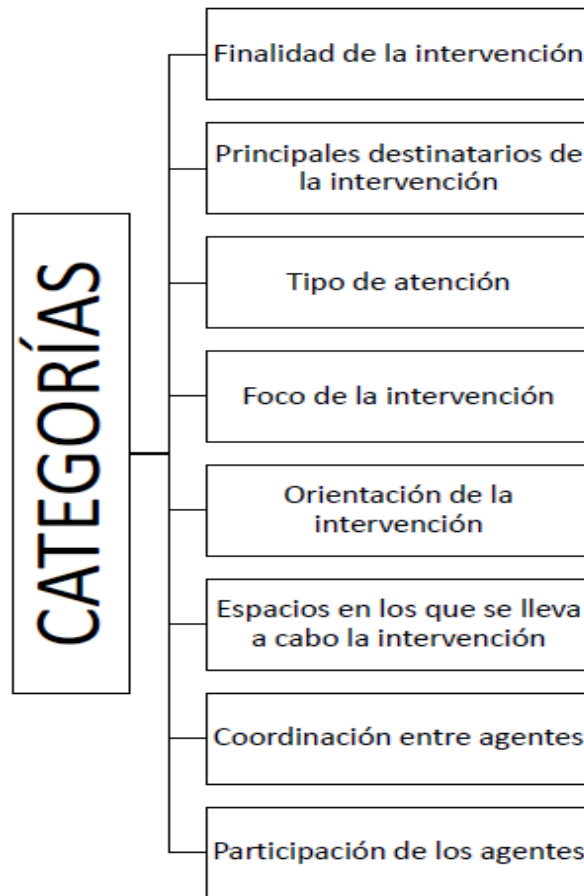 CATEGORÍAS
Finalidad de la intervención
Principales destinatarios de
la intervención
Tipo de atención
Foco de la intervención
Orientación de la
intervención
Espacios en los que se lleva
a cabo la intervención
Coordinación entre agentes
Participación de los agentes